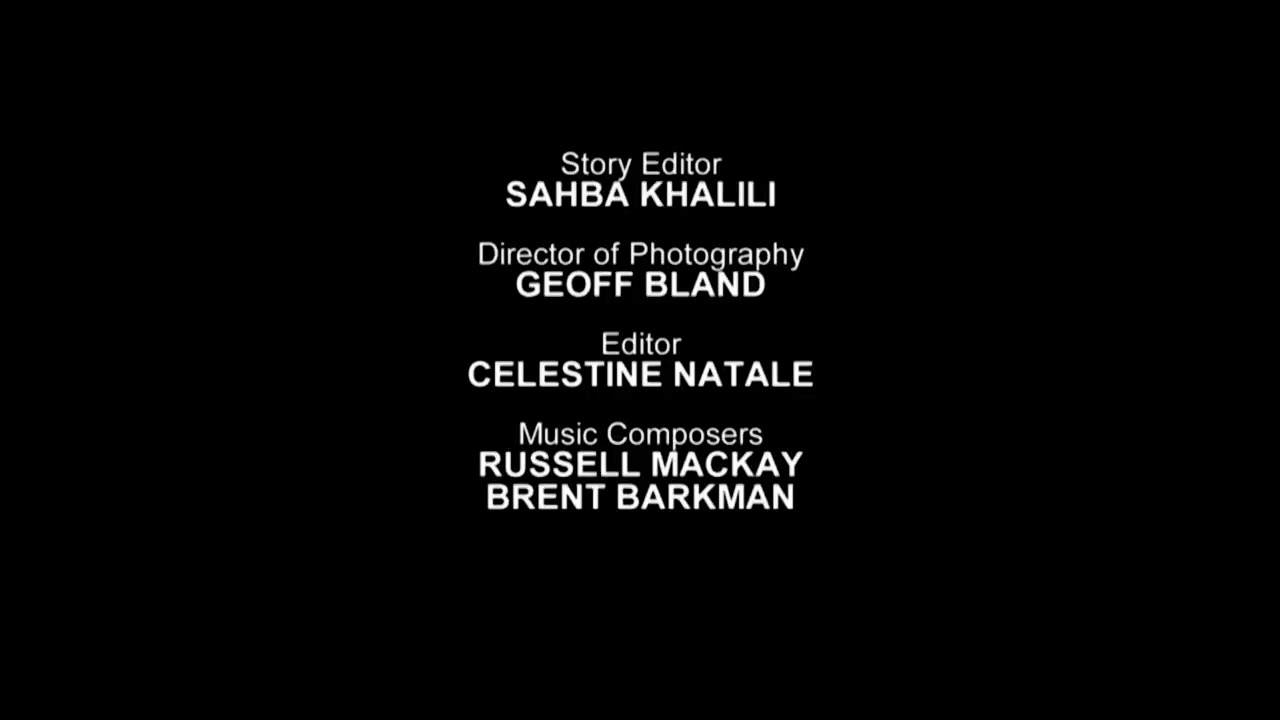 Story Editor
SAHBA KHALILI
Director of Photography
GEOFF BLAND
Editor
CELESTINE NATALE
Music Composers
RUSSELL MACKAY
BRENT BARKMAN